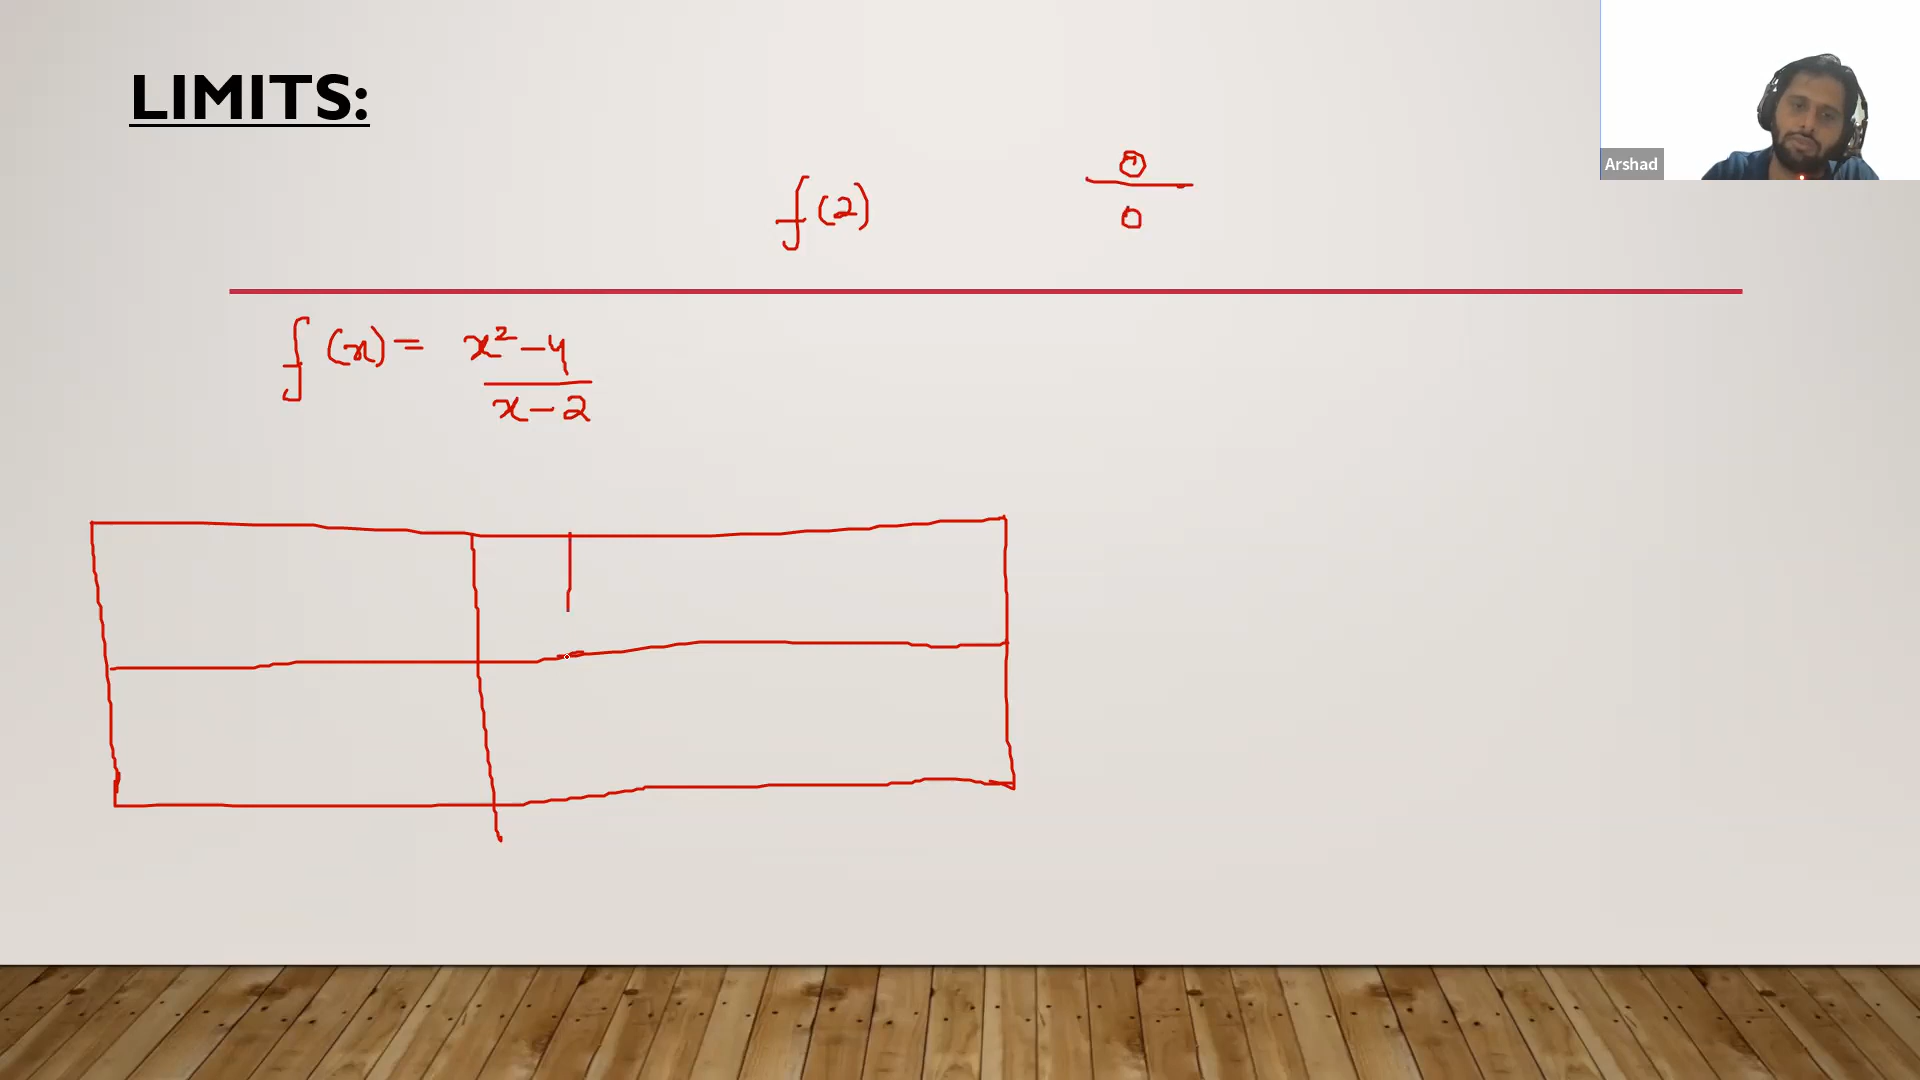 LIMITS:
Arshad
f(2)
0
0
f(x) = x² - 4
x - 2